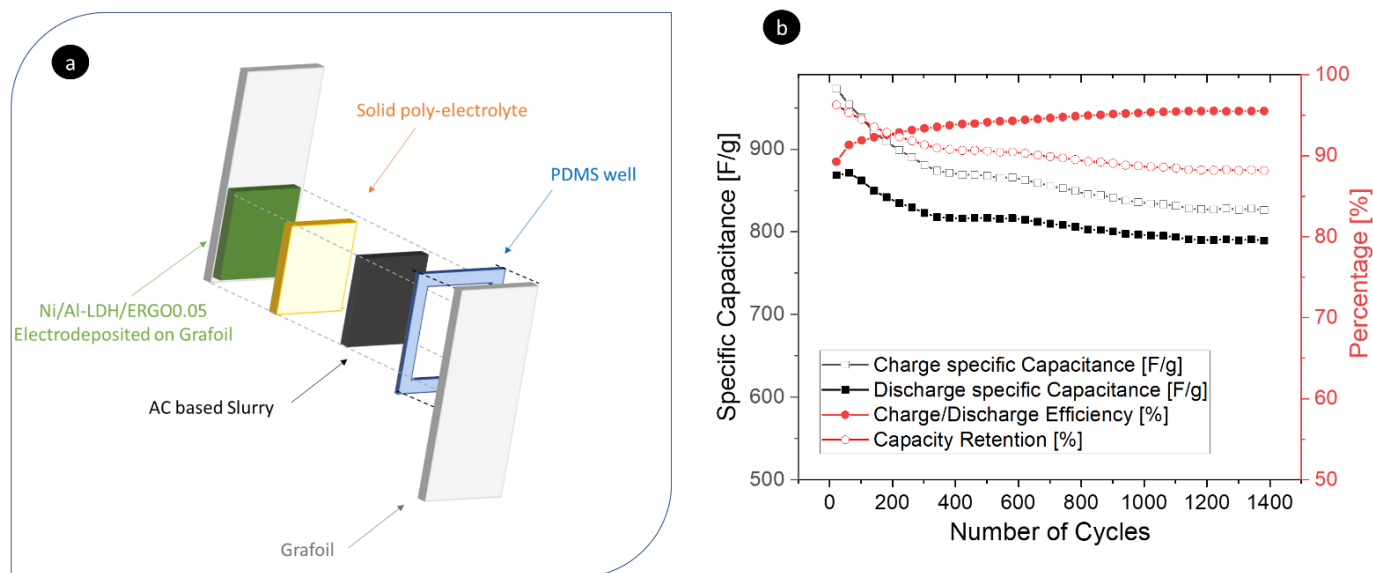 a
Solid poly-electrolyte
PDMS well
Ni/Al-LDH/ERGO0.05
Electrodeposited on Grafoil
AC based Slurry
Grafoil
b
Specific Capacitance [F/g]
900
800
700
600
500
Charge specific Capacitance [F/g]
Discharge specific Capacitance [F/g]
Charge/Discharge Efficiency [%]
Capacity Retention [%]
100
90
80
70
60
50
Percentage [%]
0 200 400 600 800 1000 1200 1400
Number of Cycles